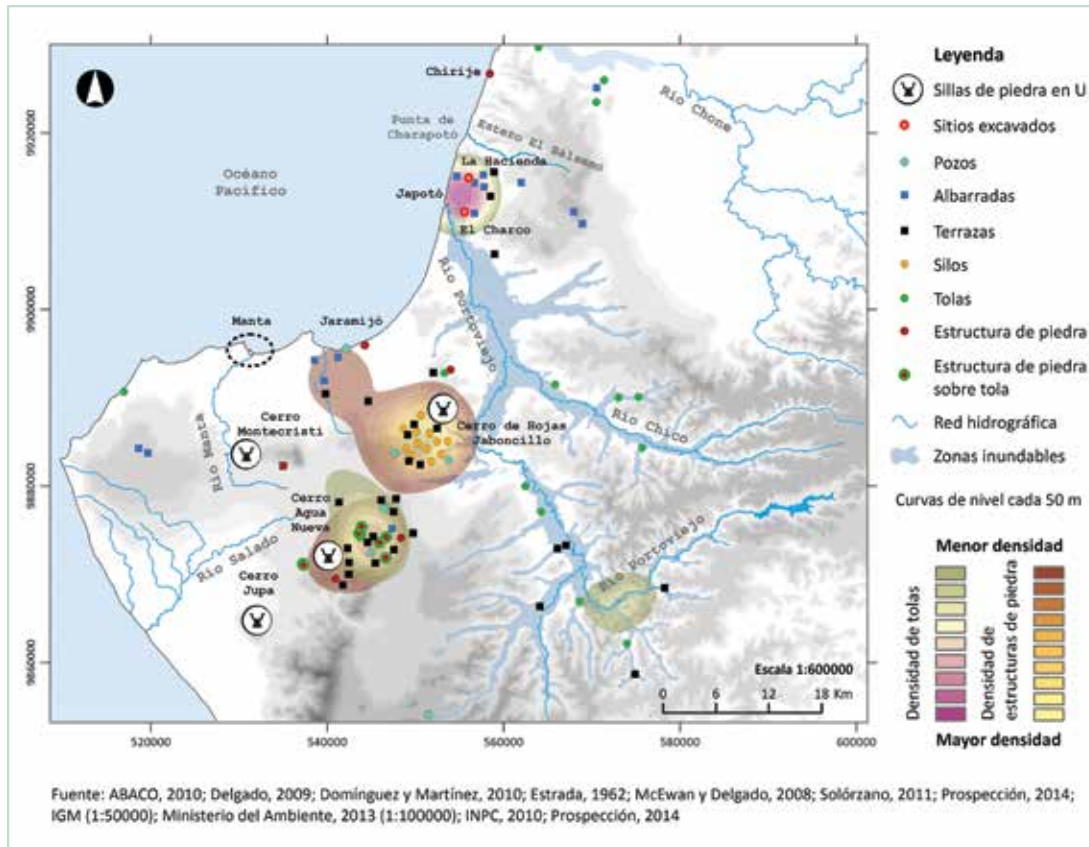 Chirije
Río Chone
Punta de
Charapotó
Estero El Bálsamo
Océano
Pacífico
La Hacienda
Japotó
El Charco
Río Portoviejo
Manta
Jaramijó
Río Manta
Cerro
Montecristi
Cerro de Hojas
Jaboncillo
Río Chico
Cerro
Agua
Nueva
Río Salado
Río Portoviejo
Cerro
Jupa
Escala 1:600000
0 6 12 18 Km
9920000
9900000
9880000
9860000
520000 540000 560000 580000 600000
Leyenda
Sillas de piedra en U
Sitios excavados
Pozos
Albarradas
Terrazas
Silos
Tolas
Estructura de piedra
Estructura de piedra
sobre tola
Red hidrográfica
Zonas inundables
Curvas de nivel cada 50 m
Menor densidad
Densidad de tolas
Densidad de
estructuras de piedra
Mayor densidad
Fuente: ABACO, 2010; Delgado, 2009; Domínguez y Martínez, 2010; Estrada, 1962; McEwan y Delgado, 2008; Solórzano, 2011; Prospección, 2014;
IGM (1:50000); Ministerio del Ambiente, 2013 (1:100000); INPC, 2010; Prospección, 2014